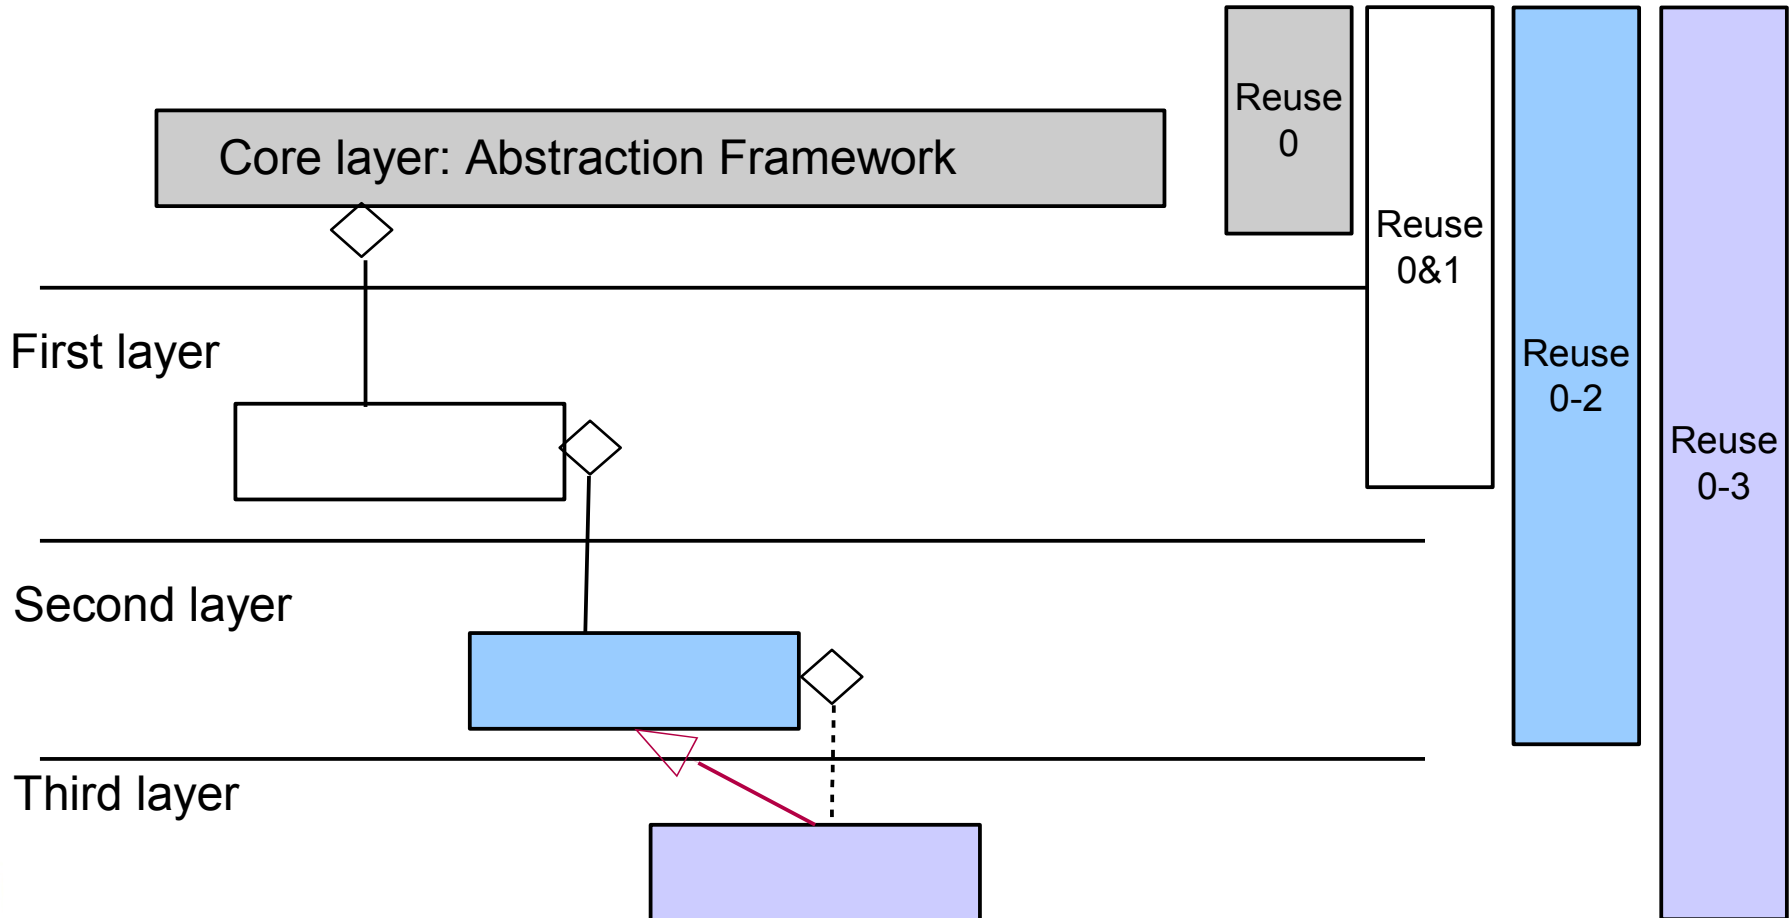 Reuse
0
Core layer: Abstraction Framework
Reuse
0&1
First layer
Reuse
0-2
Reuse
0-3
Second layer
Third layer